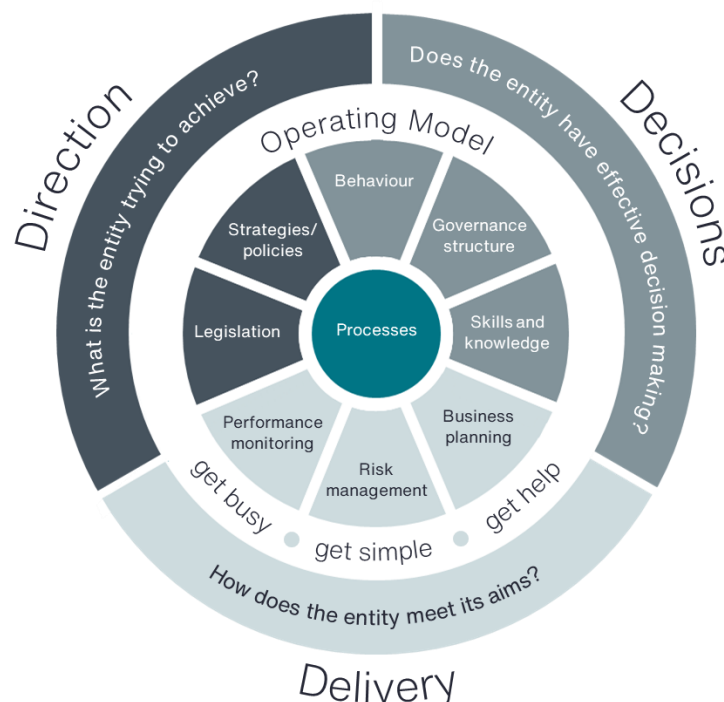 Direction
What is the entity trying to achieve?
Decisions
Does the entity have effective decision making?
Operating Model
Behaviour
Strategies/
policies
Governance
structure
Legislation
Processes
Skills and
knowledge
Performance
monitoring
Risk
management
Business
planning
get busy
get simple
get help
How does the entity meet its aims?
Delivery